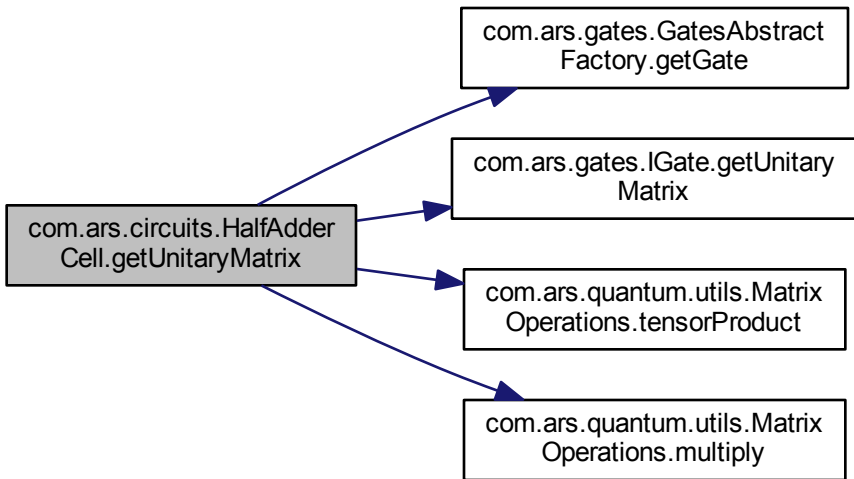 com.ars.gates.GatesAbstract
Factory.getGate
com.ars.gates.IGate.getUnitary
Matrix
com.ars.circuits.HalfAdder
Cell.getUnitaryMatrix
com.ars.quantum.utils.Matrix
Operations.tensorProduct
com.ars.quantum.utils.Matrix
Operations.multiply